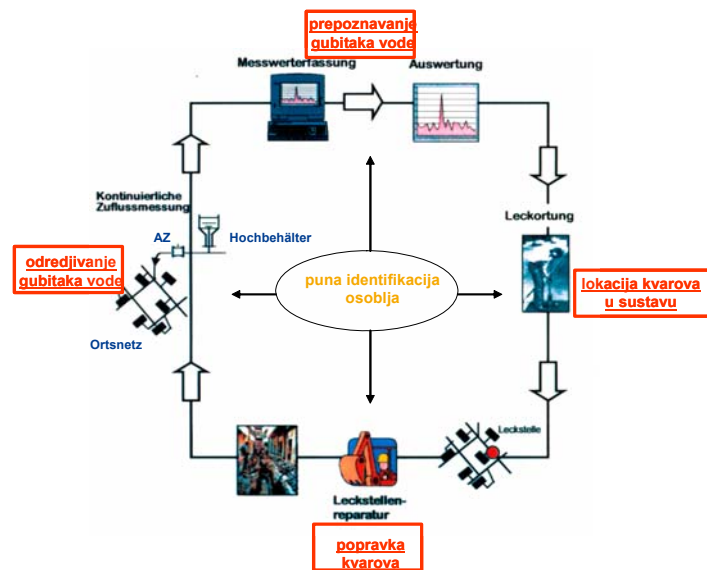 prepoznavanje
gubitaka vode
Messwerterfassung
Auswertung
Kontinuierliche
Zuflussmessung
AZ
Hochbehälter
Leckortung
odredjivanje
gubitaka vode
puna identifikacija
osoblja
lokacija kvarova
u sustavu
Ortsnetz
Leckstelle
Leckstellen-
reparatur
popravka
kvarova